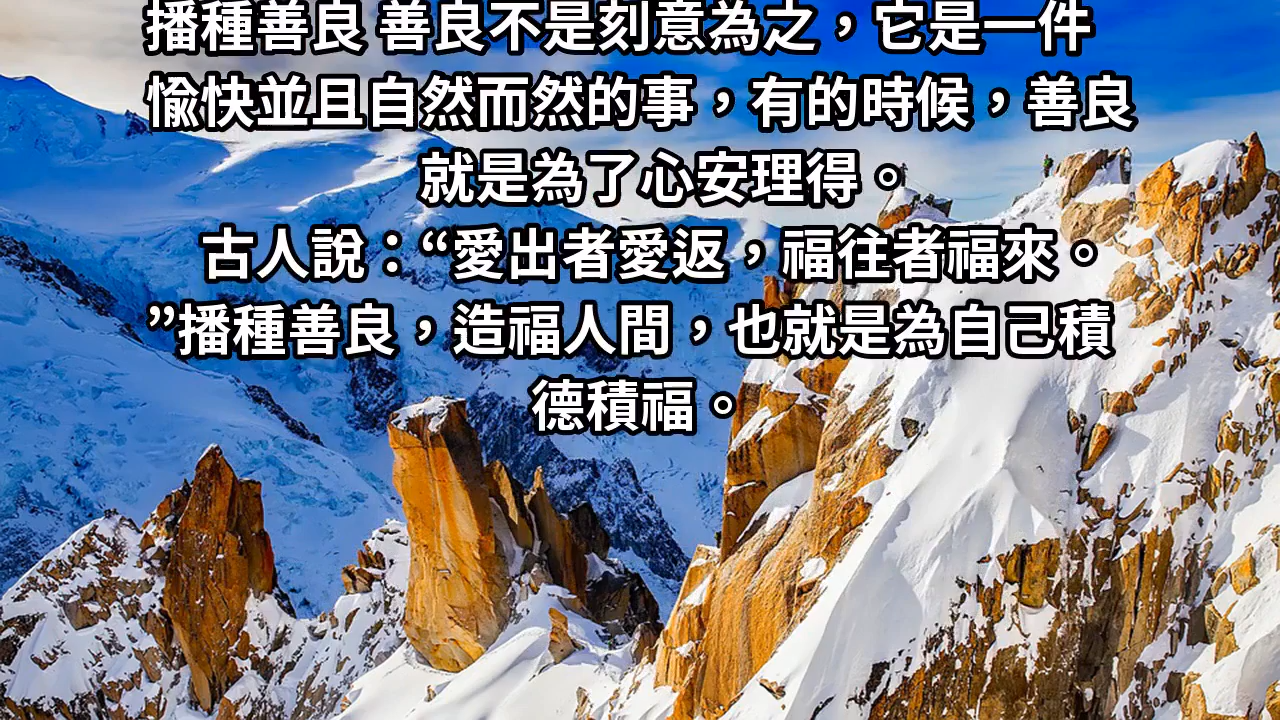 播種善良 善良不是刻意為之，它是一件
愉快並且自然而然的事，有的時候，善良
就是為了心安理得。
古人說：“愛出者愛返，福往者福來。
”播種善良，造福人間，也就是為自己積
德積福。